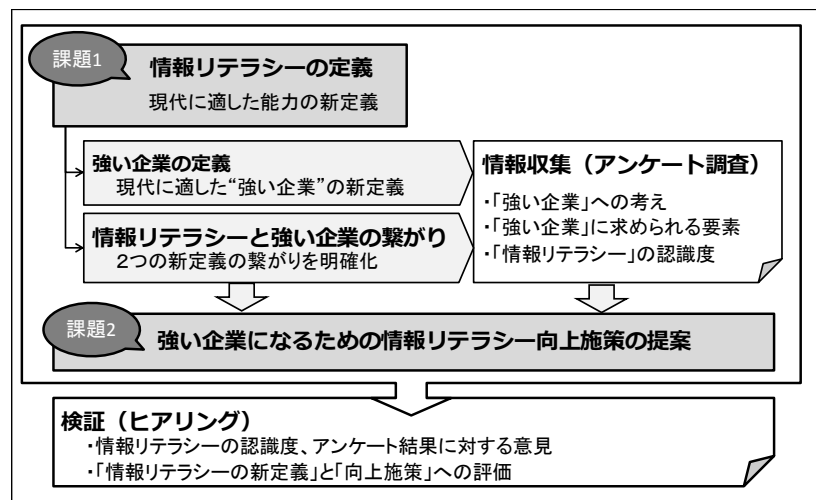 課題1
情報リテラシーの定義
現代に適した能力の新定義
強い企業の定義
現代に適した“強い企業”の新定義
情報リテラシーと強い企業の繋がり
2つの新定義の繋がりを明確化
情報収集（アンケート調査）
・「強い企業」への考え
・「強い企業」に求められる要素
・「情報リテラシー」の認識度
課題2
強い企業になるための情報リテラシー向上施策の提案
検証（ヒアリング）
・情報リテラシーの認識度、アンケート結果に対する意見
・「情報リテラシーの新定義」と「向上施策」への評価